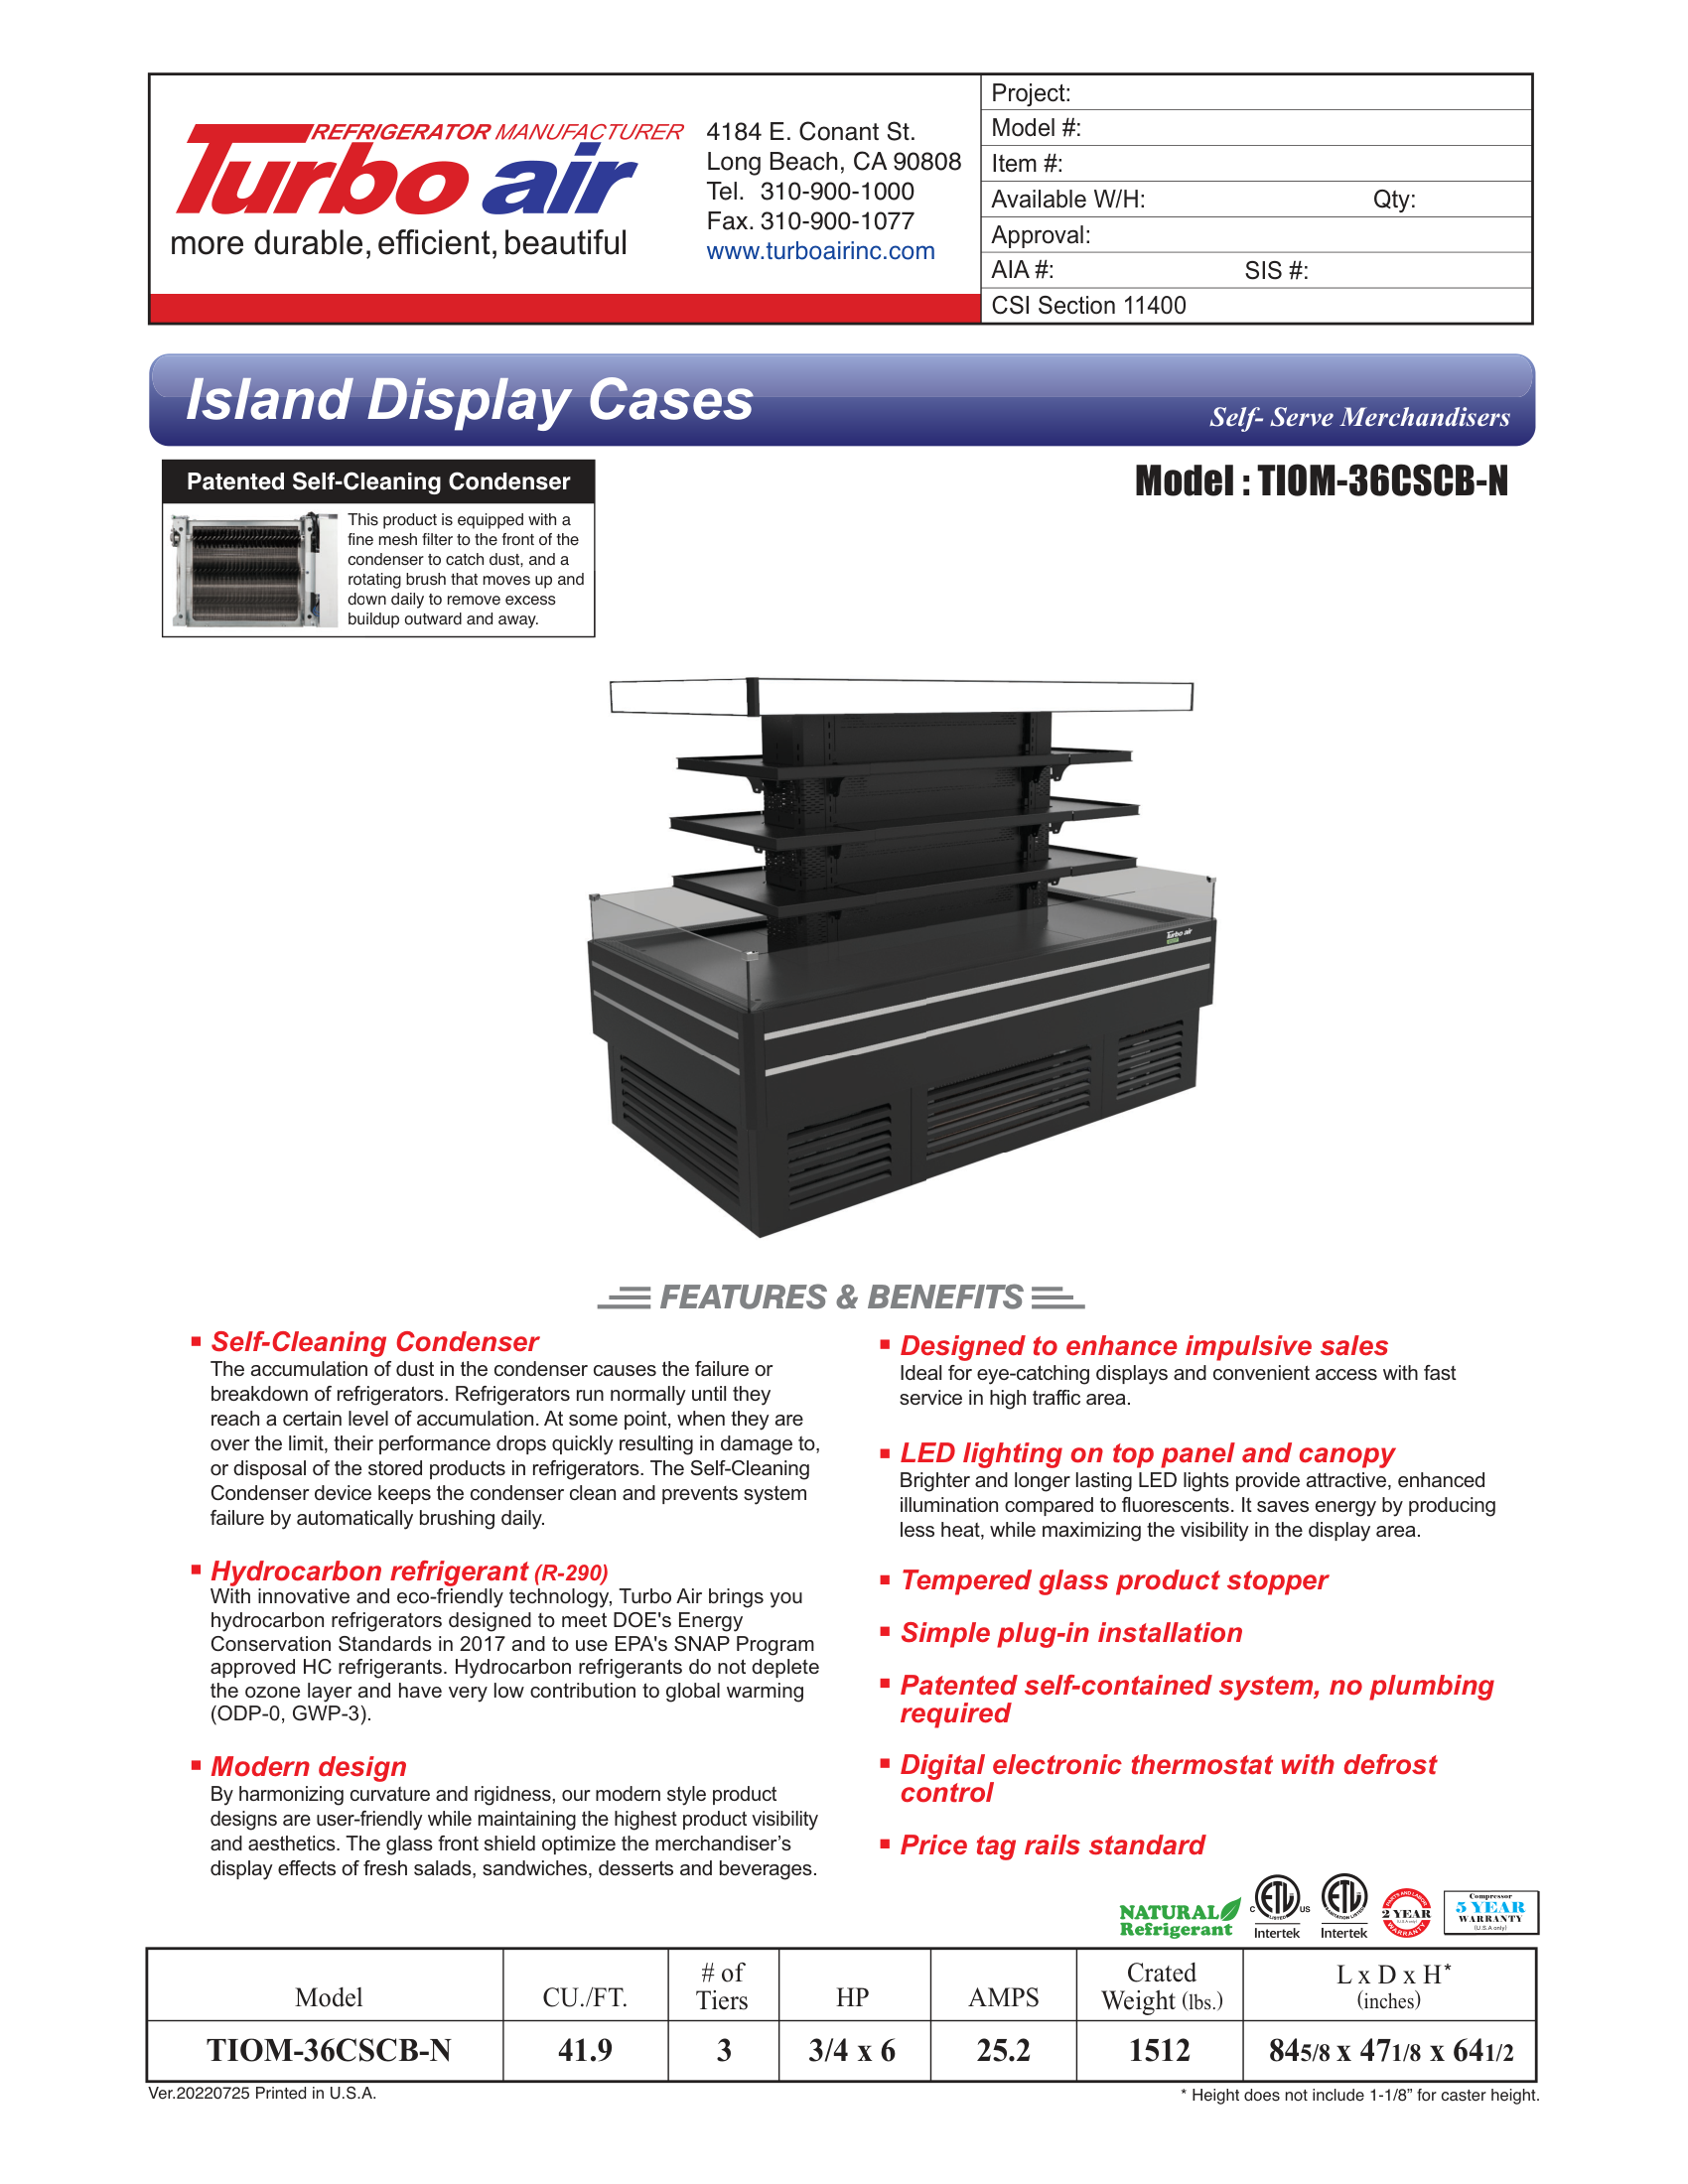 REFRIGERATOR MANUFACTURER
Turbo air
more durable, efficient, beautiful
4184 E. Conant St.
Long Beach, CA 90808
Tel. 310-900-1000
Fax. 310-900-1077
www.turboairinc.com
Project:
Model #:
Item #:
Available W/H: Qty:
Approval:
AIA #: SIS #:
CSI Section 11400
Island Display Cases
Self- Serve Merchandisers
Patented Self-Cleaning Condenser
This product is equipped with a
fine mesh filter to the front of the
condenser to catch dust, and a
rotating brush that moves up and
down daily to remove excess
buildup outward and away.
Model : TIOM-36CSCB-N
Turbo air
FEATURES & BENEFITS
Self-Cleaning Condenser
The accumulation of dust in the condenser causes the failure or
breakdown of refrigerators. Refrigerators run normally until they
reach a certain level of accumulation. At some point, when they are
over the limit, their performance drops quickly resulting in damage to,
or disposal of the stored products in refrigerators. The Self-Cleaning
Condenser device keeps the condenser clean and prevents system
failure by automatically brushing daily.
Hydrocarbon refrigerant (R-290)
With innovative and eco-friendly technology, Turbo Air brings you
hydrocarbon refrigerators designed to meet DOE's Energy
Conservation Standards in 2017 and to use EPA's SNAP Program
approved HC refrigerants. Hydrocarbon refrigerants do not deplete
the ozone layer and have very low contribution to global warming
(ODP-0, GWP-3).
Modern design
By harmonizing curvature and rigidness, our modern style product
designs are user-friendly while maintaining the highest product visibility
and aesthetics. The glass front shield optimize the merchandiser’s
display effects of fresh salads, sandwiches, desserts and beverages.
Designed to enhance impulsive sales
Ideal for eye-catching displays and convenient access with fast
service in high traffic area.
LED lighting on top panel and canopy
Brighter and longer lasting LED lights provide attractive, enhanced
illumination compared to fluorescents. It saves energy by producing
less heat, while maximizing the visibility in the display area.
Tempered glass product stopper
Simple plug-in installation
Patented self-contained system, no plumbing
required
Digital electronic thermostat with defrost
control
Price tag rails standard
NATURAL
Refrigerant
C ETL US
LISTED
Intertek
ETL
SANITATION LISTED
Intertek
PARTS AND LABOR
2 YEAR
(U.S.A only)
WARRANTY
Compressor
5 YEAR
WARRANTY
(U.S.A only)
Model CU./FT. # of Tiers HP AMPS Crated Weight (lbs.) L x D x H* (inches)
TIOM-36CSCB-N 41.9 3 3/4 x 6 25.2 1512 845/8 x 471/8 x 641/2
Ver.20220725 Printed in U.S.A.
* Height does not include 1-1/8” for caster height.